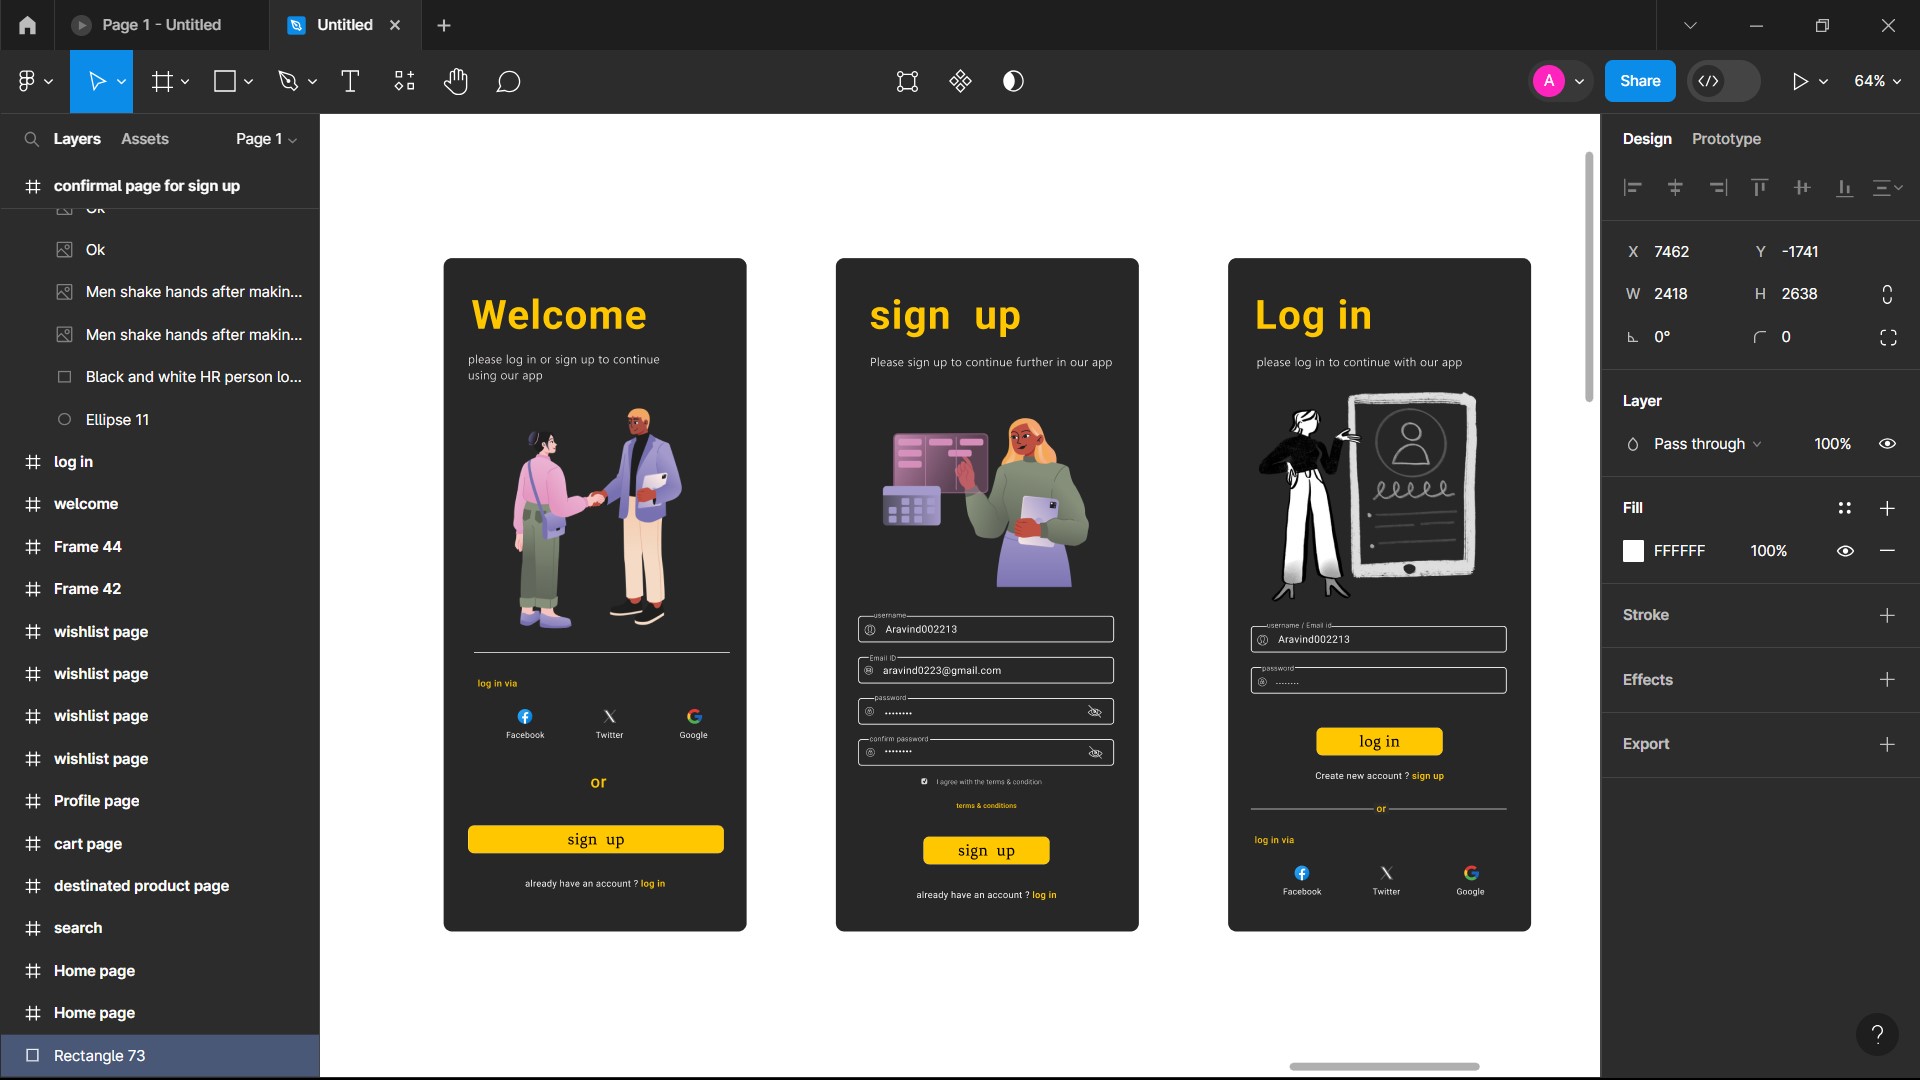 Page 1 - Untitled
Untitled
A
Share
64%
Layers
Assets
Page 1
confirmal page for sign up
Ok
Ok
Men shake hands after makin...
Men shake hands after makin...
Black and white HR person lo...
Ellipse 11
log in
welcome
Frame 44
Frame 42
wishlist page
wishlist page
wishlist page
wishlist page
Profile page
cart page
destinated product page
search
Home page
Home page
Rectangle 73
Welcome
please log in or sign up to continue
using our app
log in via
Facebook
Twitter
Google
or
sign up
already have an account ? log in
sign up
Please sign up to continue further in our app
username
Aravind002213
Email ID
aravind0223@gmail.com
password
........
confirm password
........
I agree with the terms & condition
terms & conditions
sign up
already have an account ? log in
Log in
please log in to continue with our app
username / Email id
Aravind002213
password
........
log in
Create new account ? sign up
or
log in via
Facebook
Twitter
Google
Design
Prototype
X 7462
Y -1741
W 2418
H 2638
0°
0
Layer
Pass through
100%
Fill
FFFFFF
100%
Stroke
Effects
Export
?